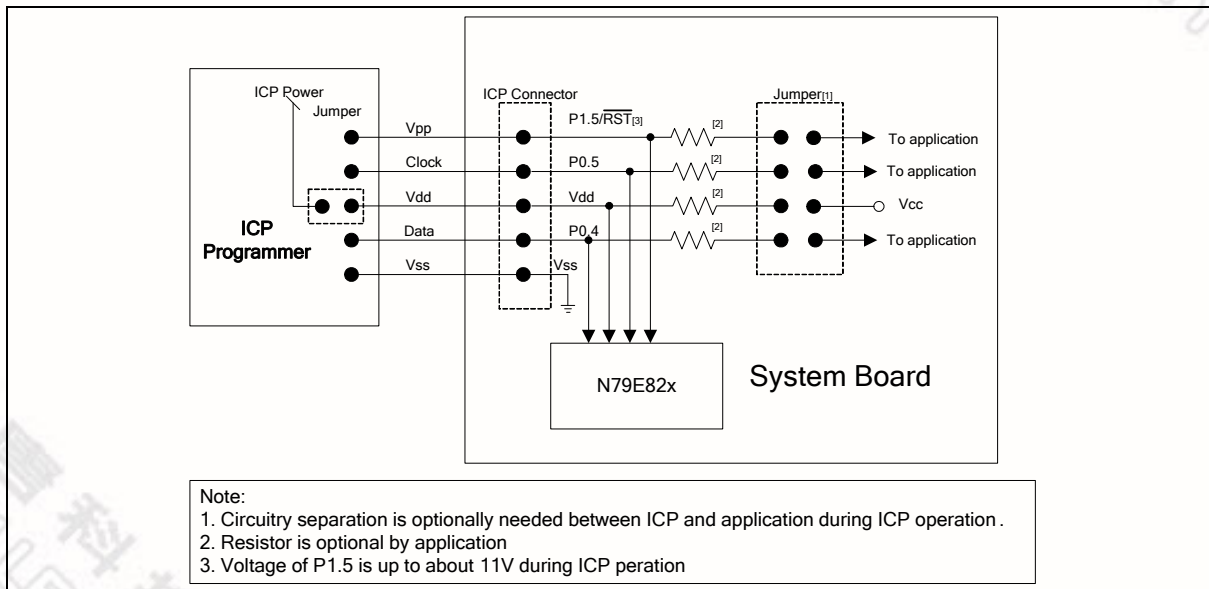 ICP Power
Jumper
ICP Connector
Jumper[1]
Vpp
P1.5/RST[3]
[2]
To application
Clock
P0.5
[2]
To application
Vdd
Vdd
[2]
Vcc
ICP
Programmer
Data
P0.4
[2]
To application
Vss
Vss
N79E82x
System Board
Note:
1. Circuitry separation is optionally needed between ICP and application during ICP operation .
2. Resistor is optional by application
3. Voltage of P1.5 is up to about 11V during ICP peration